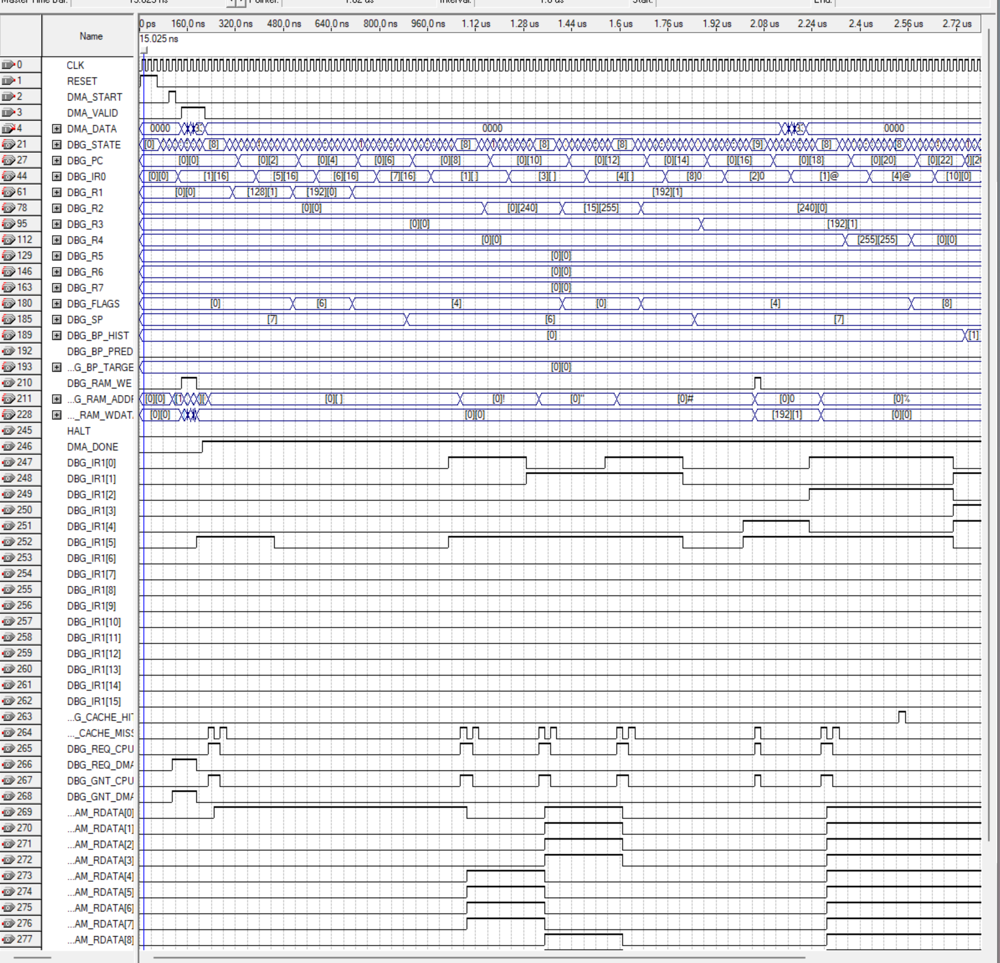 Master Time Bar: 15.025 ns Pointer: 1.62 us Interval: 1.6 us Start: End:
Name
0 ps 160.0 ns 320.0 ns 480.0 ns 640.0 ns 800.0 ns 960.0 ns 1.12 us 1.28 us 1.44 us 1.6 us 1.76 us 1.92 us 2.08 us 2.24 us 2.4 us 2.56 us 2.72 us
15.025 ns
0 CLK
1 RESET
2 DMA_START
3 DMA_VALID
4 DMA_DATA 0000 0000 0000
21 DBG_STATE [0] [8] [8] [8] [8] [9] [8] [8
27 DBG_PC [0][0] [0][2] [0][4] [0][6] [0][8] [0][10] [0][12] [0][14] [0][16] [0][18] [0][20] [0][22]
44 DBG_IR0 [0][0] [1][16] [5][16] [6][16] [7][16] [1][ ] [3][ ] [4][ ] [8]0 [2]0 [1]@ [4]@ [10][0]
61 DBG_R1 [0][0] [128][1] [192][0] [192][1]
78 DBG_R2 [0][0] [0][240] [15][255] [240][0]
95 DBG_R3 [0][0] [192][1]
112 DBG_R4 [0][0] [255][255] [0][0]
129 DBG_R5 [0][0]
146 DBG_R6 [0][0]
163 DBG_R7 [0][0]
180 DBG_FLAGS [0] [6] [4] [0] [4] [8]
185 DBG_SP [7] [6] [7]
189 DBG_BP_HIST [0] [1]
192 DBG_BP_PRED
193 ...G_BP_TARGE [0][0]
210 DBG_RAM_WE
211 ...G_RAM_ADDR [0][0] [0][ ] [0]! [0]" [0]# [0]0 [0]%
228 ..._RAM_WDAT. [0][0] [0][0] [192][1] [0][0]
245 HALT
246 DMA_DONE
247 DBG_IR1[0]
248 DBG_IR1[1]
249 DBG_IR1[2]
250 DBG_IR1[3]
251 DBG_IR1[4]
252 DBG_IR1[5]
253 DBG_IR1[6]
254 DBG_IR1[7]
255 DBG_IR1[8]
256 DBG_IR1[9]
257 DBG_IR1[10]
258 DBG_IR1[11]
259 DBG_IR1[12]
260 DBG_IR1[13]
261 DBG_IR1[14]
262 DBG_IR1[15]
263 ...G_CACHE_HIT
264 ..._CACHE_MISS
265 DBG_REQ_CPU
266 DBG_REQ_DMA
267 DBG_GNT_CPU
268 DBG_GNT_DMA
269 ...AM_RDATA[0]
270 ...AM_RDATA[1]
271 ...AM_RDATA[2]
272 ...AM_RDATA[3]
273 ...AM_RDATA[4]
274 ...AM_RDATA[5]
275 ...AM_RDATA[6]
276 ...AM_RDATA[7]
277 ...AM_RDATA[8]